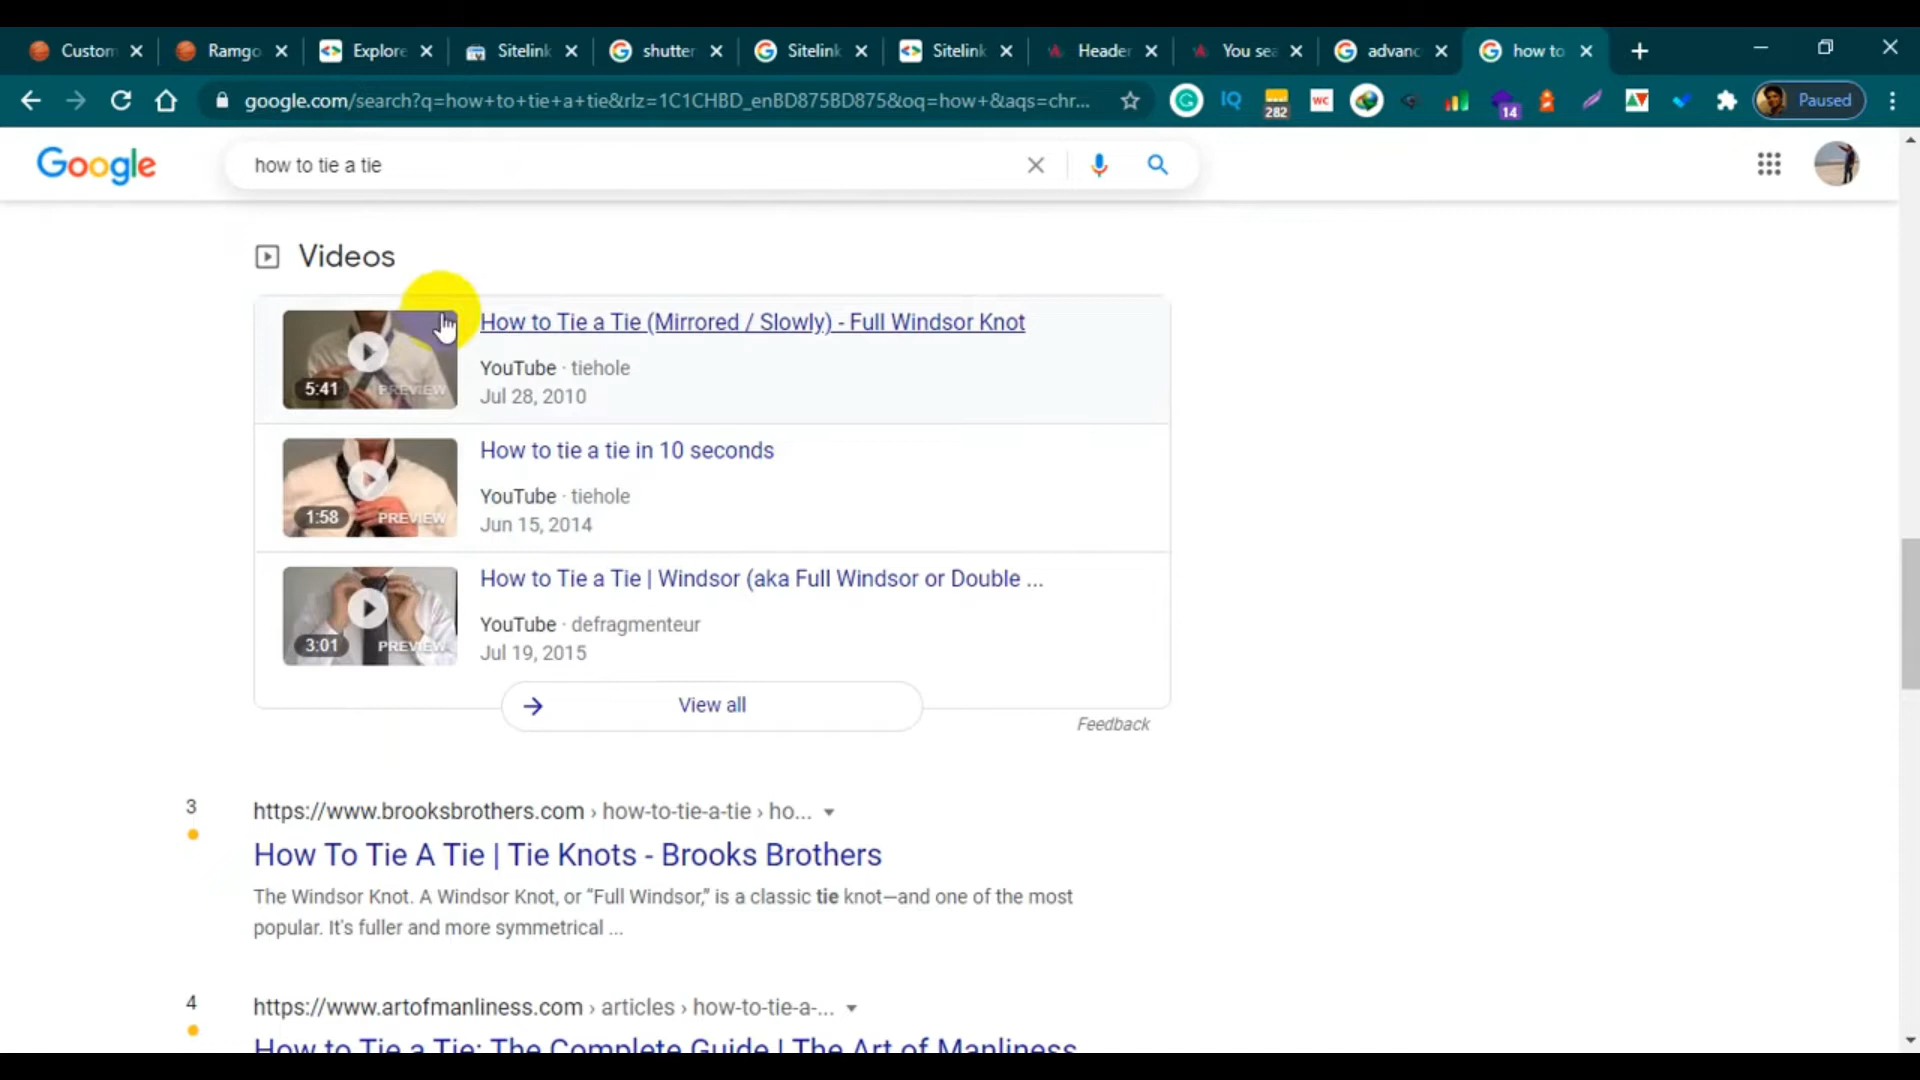 Custom
Ramgo
Explore
Sitelink
shutter
Sitelink
Sitelink
Header
You sea
advanc
how to
google.com/search?q=how+to+tie+a+tie&rlz=1C1CHBD_enBD875BD875&oq=how+&aqs=chr...
IQ
282
WC
14
Paused
Google
how to tie a tie
Videos
How to Tie a Tie (Mirrored / Slowly) - Full Windsor Knot
YouTube · tiehole
5:41 PREVIEW
Jul 28, 2010
How to tie a tie in 10 seconds
YouTube · tiehole
1:58 PREVIEW
Jun 15, 2014
How to Tie a Tie | Windsor (aka Full Windsor or Double ...
YouTube · defragmenteur
3:01 PREVIEW
Jul 19, 2015
View all
Feedback
3
https://www.brooksbrothers.com › how-to-tie-a-tie › ho...
How To Tie A Tie | Tie Knots - Brooks Brothers
The Windsor Knot. A Windsor Knot, or “Full Windsor,” is a classic tie knot—and one of the most
popular. It's fuller and more symmetrical ...
4
https://www.artofmanliness.com › articles › how-to-tie-a-...
How to Tie a Tie: The Complete Guide | The Art of Manliness